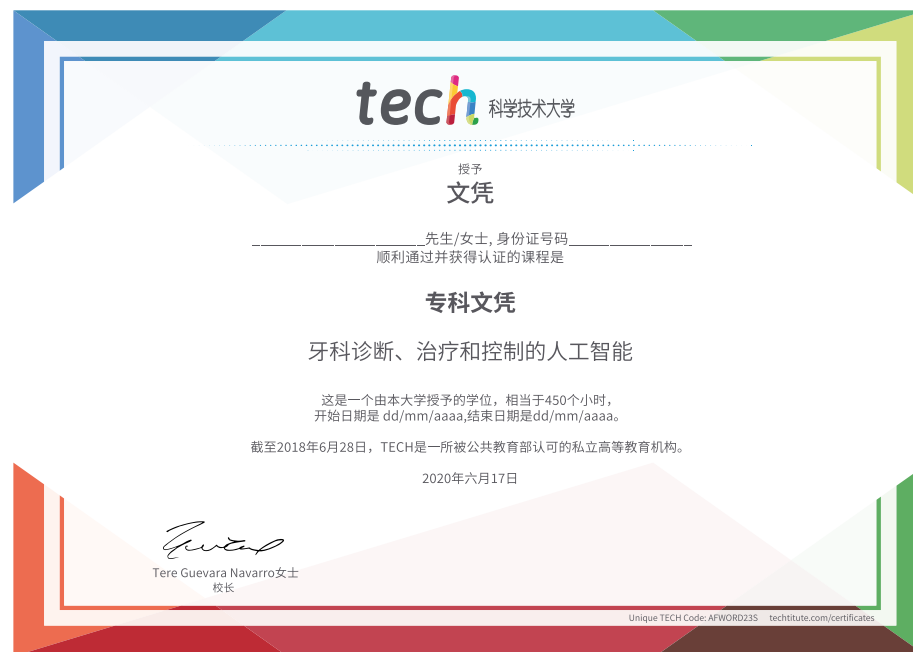 tech 科学技术大学
授予
文凭
_____________________先生/女士, 身份证号码_______________
顺利通过并获得认证的课程是
专科文凭
牙科诊断、治疗和控制的人工智能
这是一个由本大学授予的学位，相当于450个小时，
开始日期是 dd/mm/aaaa,结束日期是dd/mm/aaaa。
截至2018年6月28日，TECH是一所被公共教育部认可的私立高等教育机构。
2020年六月17日
Tere Guevara Navarro女士
校长
Unique TECH Code: AFWORD23S techtitute.com/certificates